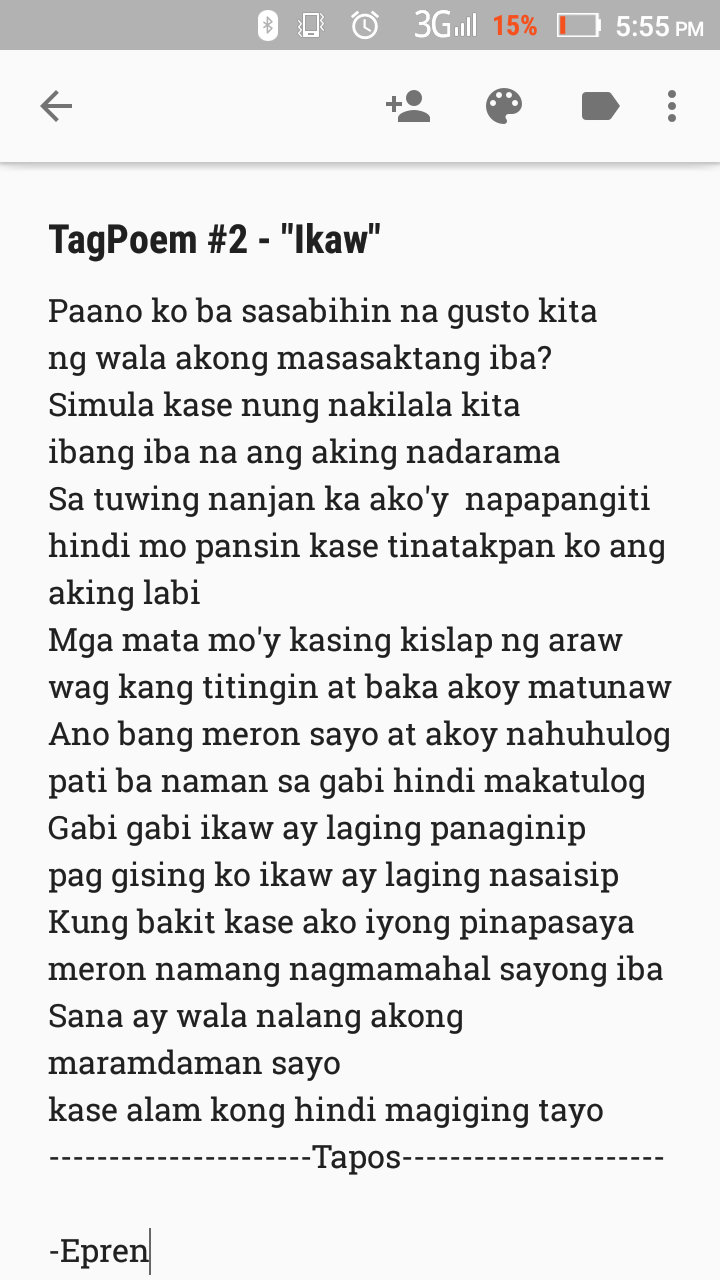 3G 15% 5:55 PM
TagPoem #2 - "Ikaw"
Paano ko ba sasabihin na gusto kita
ng wala akong masasaktang iba?
Simula kase nung nakilala kita
ibang iba na ang aking nadarama
Sa tuwing nanjan ka ako'y  napapangiti
hindi mo pansin kase tinatakpan ko ang
aking labi
Mga mata mo'y kasing kislap ng araw
wag kang titingin at baka akoy matunaw
Ano bang meron sayo at akoy nahuhulog
pati ba naman sa gabi hindi makatulog
Gabi gabi ikaw ay laging panaginip
pag gising ko ikaw ay laging nasaisip
Kung bakit kase ako iyong pinapasaya
meron namang nagmamahal sayong iba
Sana ay wala nalang akong
maramdaman sayo
kase alam kong hindi magiging tayo
----------------------Tapos----------------------
-Epren